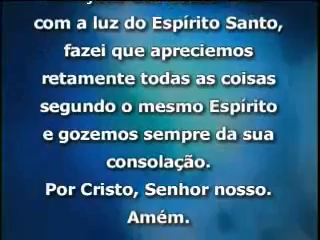 com a luz do Espírito Santo,
fazei que apreciemos
retamente todas as coisas
segundo o mesmo Espírito
e gozemos sempre da sua
consolação.
Por Cristo, Senhor nosso.
Amém.